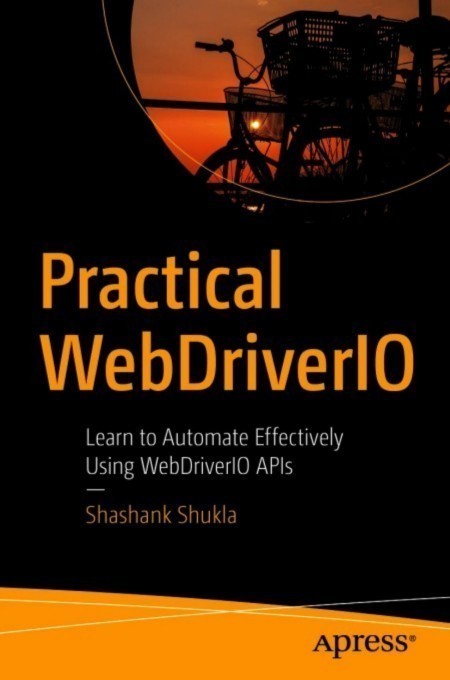 Practical
WebDriverIO
Learn to Automate Effectively
Using WebDriverIO APIs
—
Shashank Shukla
Apress®